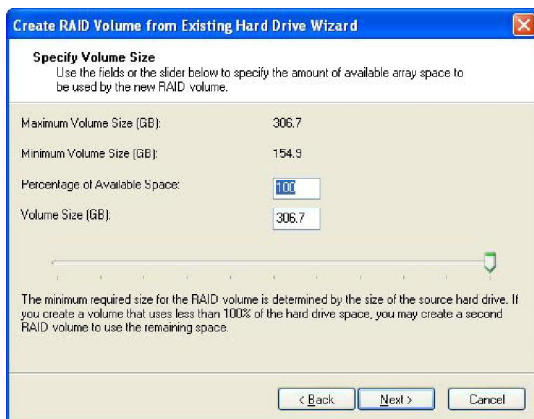 Create RAID Volume from Existing Hard Drive Wizard
Specify Volume Size
Use the fields or the slider below to specify the amount of available array space to
be used by the new RAID volume.
Maximum Volume Size (GB): 306.7
Minimum Volume Size (GB): 154.9
Percentage of Available Space: 100
Volume Size (GB): 306.7
The minimum required size for the RAID volume is determined by the size of the source hard drive. If
you create a volume that uses less than 100% of the hard drive space, you may create a second
RAID volume to use the remaining space.
< Back Next > Cancel